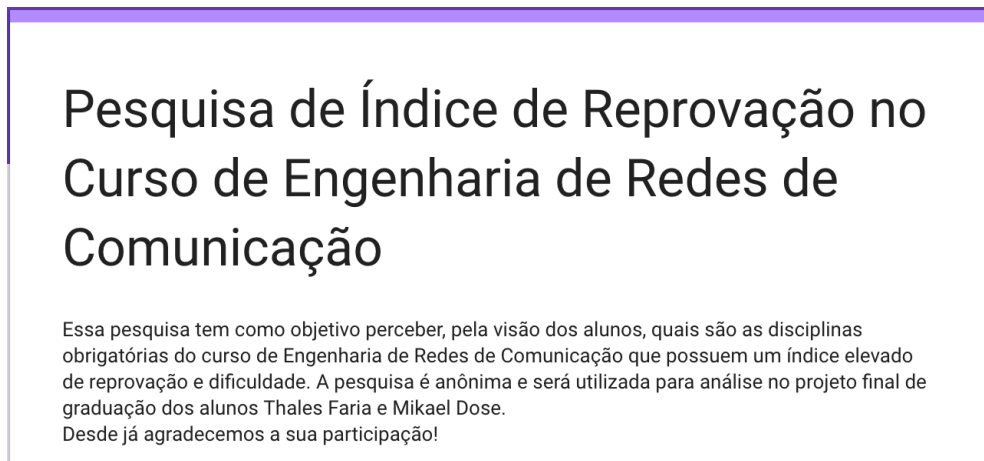 Pesquisa de Índice de Reprovação no
Curso de Engenharia de Redes de
Comunicação
Essa pesquisa tem como objetivo perceber, pela visão dos alunos, quais são as disciplinas
obrigatórias do curso de Engenharia de Redes de Comunicação que possuem um índice elevado
de reprovação e dificuldade. A pesquisa é anônima e será utilizada para análise no projeto final de
graduação dos alunos Thales Faria e Mikael Dose.
Desde já agradecemos a sua participação!